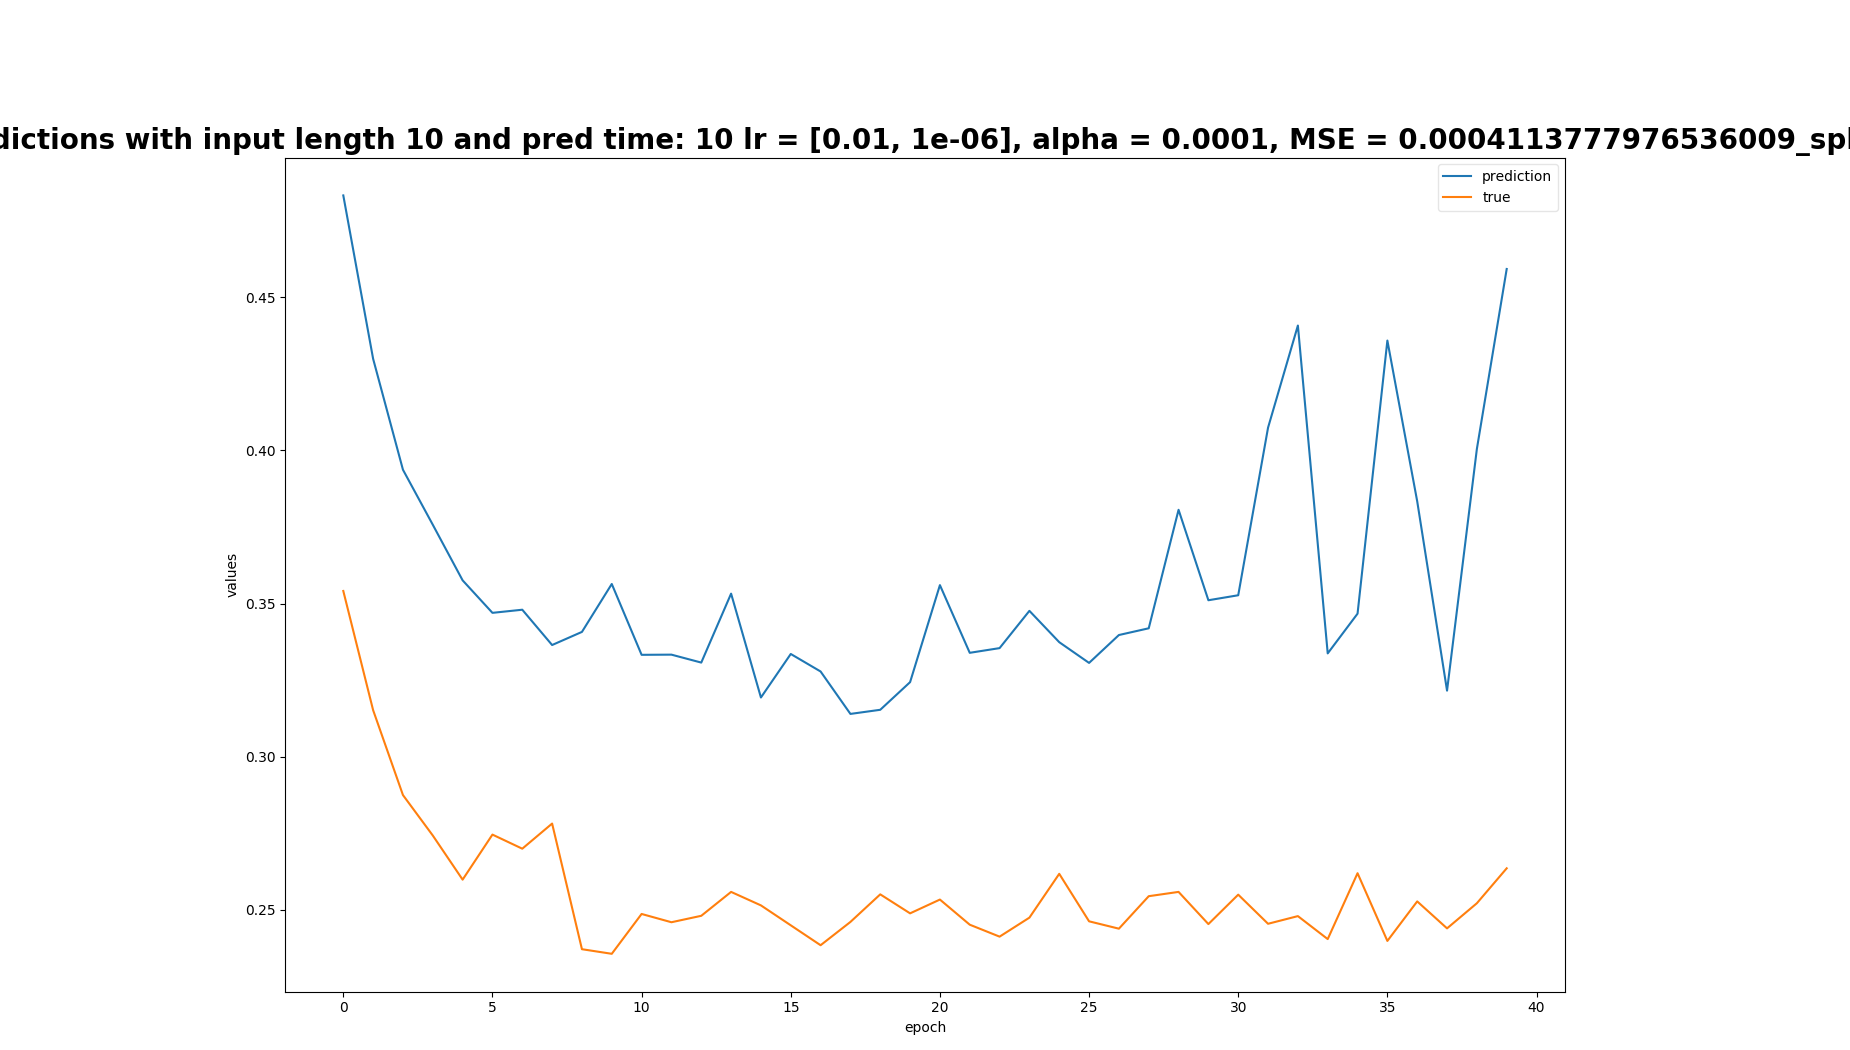 dictions with input length 10 and pred time: 10 lr = [0.01, 1e-06], alpha = 0.0001, MSE = 0.0004113777976536009_spl
prediction
true
0.45
0.40
0.35
0.30
0.25
values
0 5 10 15 20 25 30 35 40
epoch